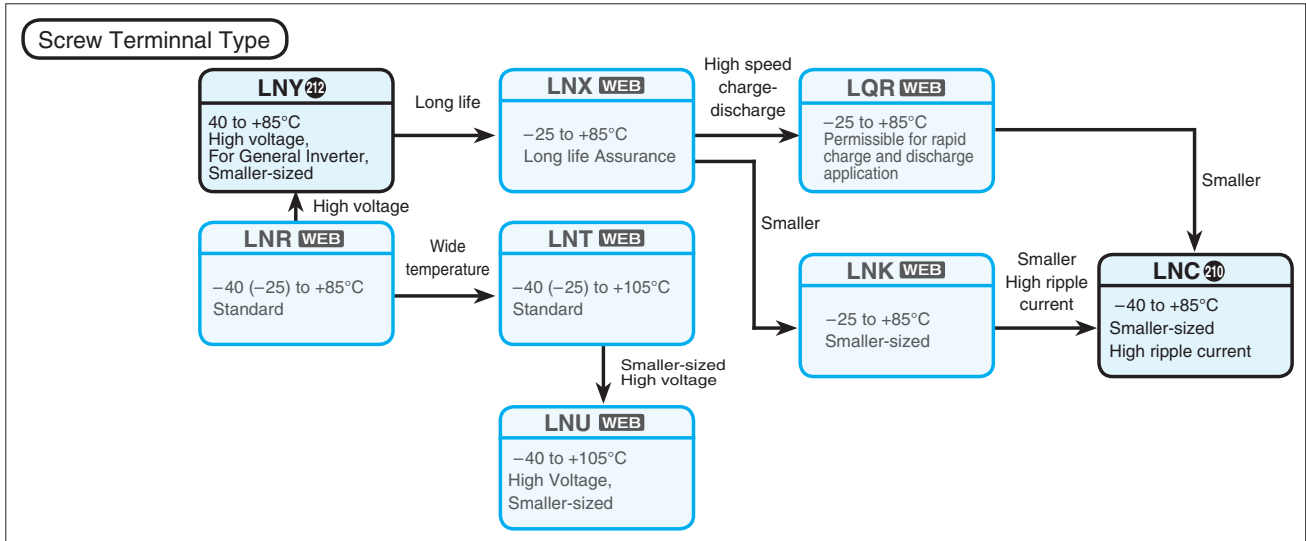 Screw Terminnal Type
LNY 212
40 to +85°C
High voltage,
For General Inverter,
Smaller-sized
Long life
LNX WEB
−25 to +85°C
Long life Assurance
High speed
charge-
discharge
LQR WEB
−25 to +85°C
Permissible for rapid
charge and discharge
application
Smaller
High voltage
LNR WEB
−40 (−25) to +85°C
Standard
Wide
temperature
LNT WEB
−40 (−25) to +105°C
Standard
Smaller
LNK WEB
−25 to +85°C
Smaller-sized
Smaller
High ripple
current
LNC 210
−40 to +85°C
Smaller-sized
High ripple current
Smaller-sized
High voltage
LNU WEB
−40 to +105°C
High Voltage,
Smaller-sized